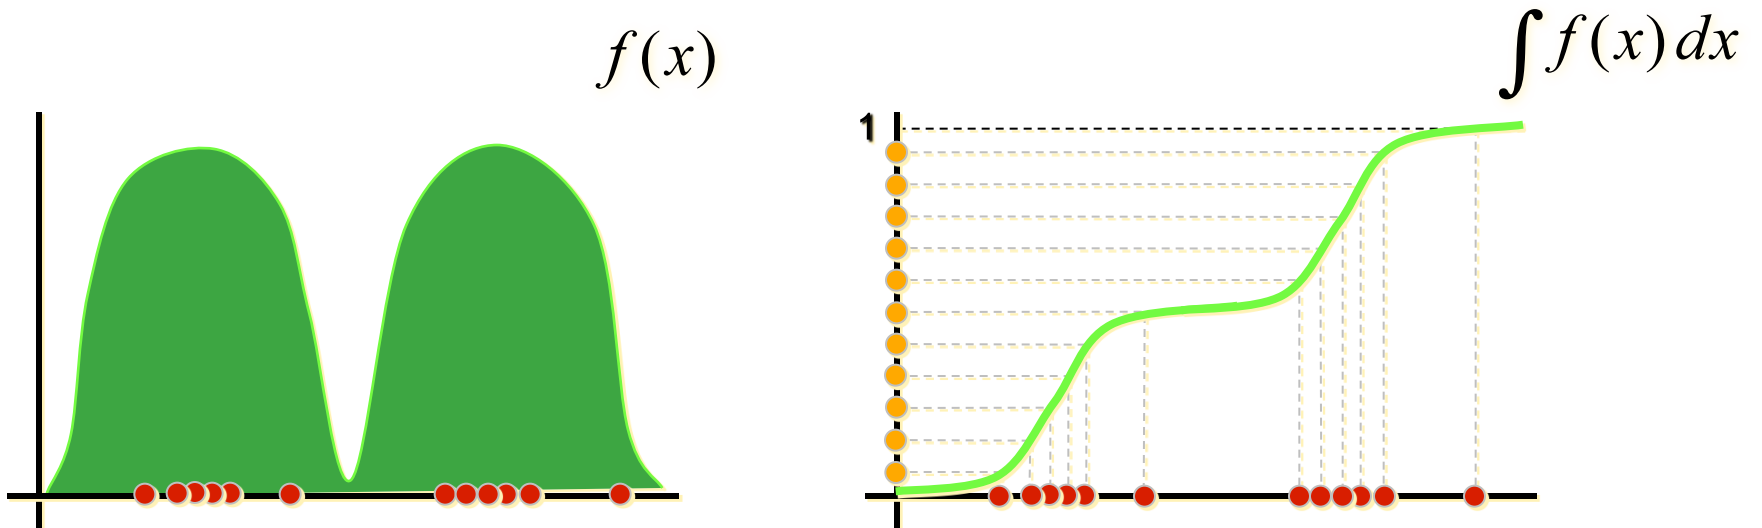 f(x)
∫ f(x) dx
1